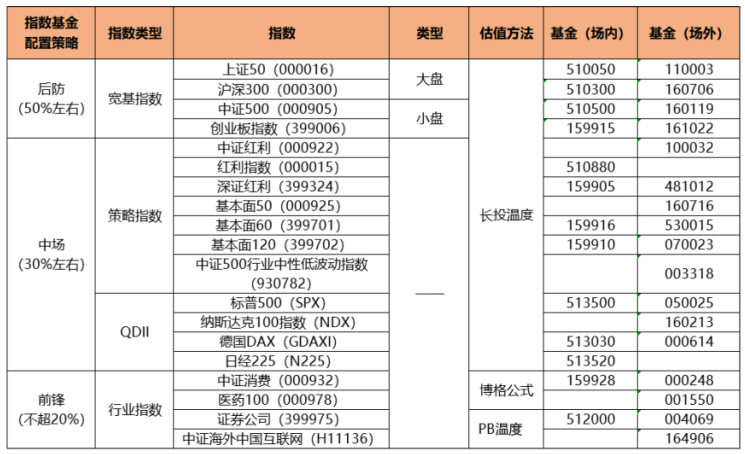 指数基金
配置策略 指数类型 指数 类型 估值方法 基金（场内） 基金（场外）
后防
(50%左右) 宽基指数 上证50（000016） 大盘 长投温度 510050 110003
沪深300（000300） 510300 160706
中证500（000905） 小盘 510500 160119
创业板指数（399006） 159915 161022
中场
(30%左右) 策略指数 中证红利（000922） —— 100032
红利指数（000015） 510880
深证红利（399324） 159905 481012
基本面50（000925） 160716
基本面60（399701） 159916 530015
基本面120（399702） 159910 070023
中证500行业中性低波动指数
（930782） 003318
QDII 标普500（SPX） 513500 050025
纳斯达克100指数（NDX） 160213
德国DAX（GDAXI） 513030 000614
日经225（N225） 513520
前锋
(不超20%) 行业指数 中证消费（000932） 博格公式 159928 000248
医药100（000978） 001550
证券公司（399975） PB温度 512000 004069
中证海外中国互联网（H11136） 164906